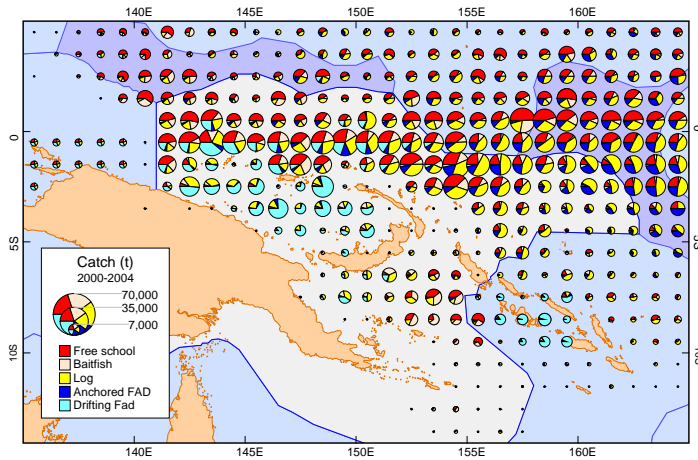 140E 145E 150E 155E 160E
0
5S
10S
Catch (t)
2000-2004
70,000
35,000
7,000
Free school
Baitfish
Log
Anchored FAD
Drifting Fad
140E 145E 150E 155E 160E